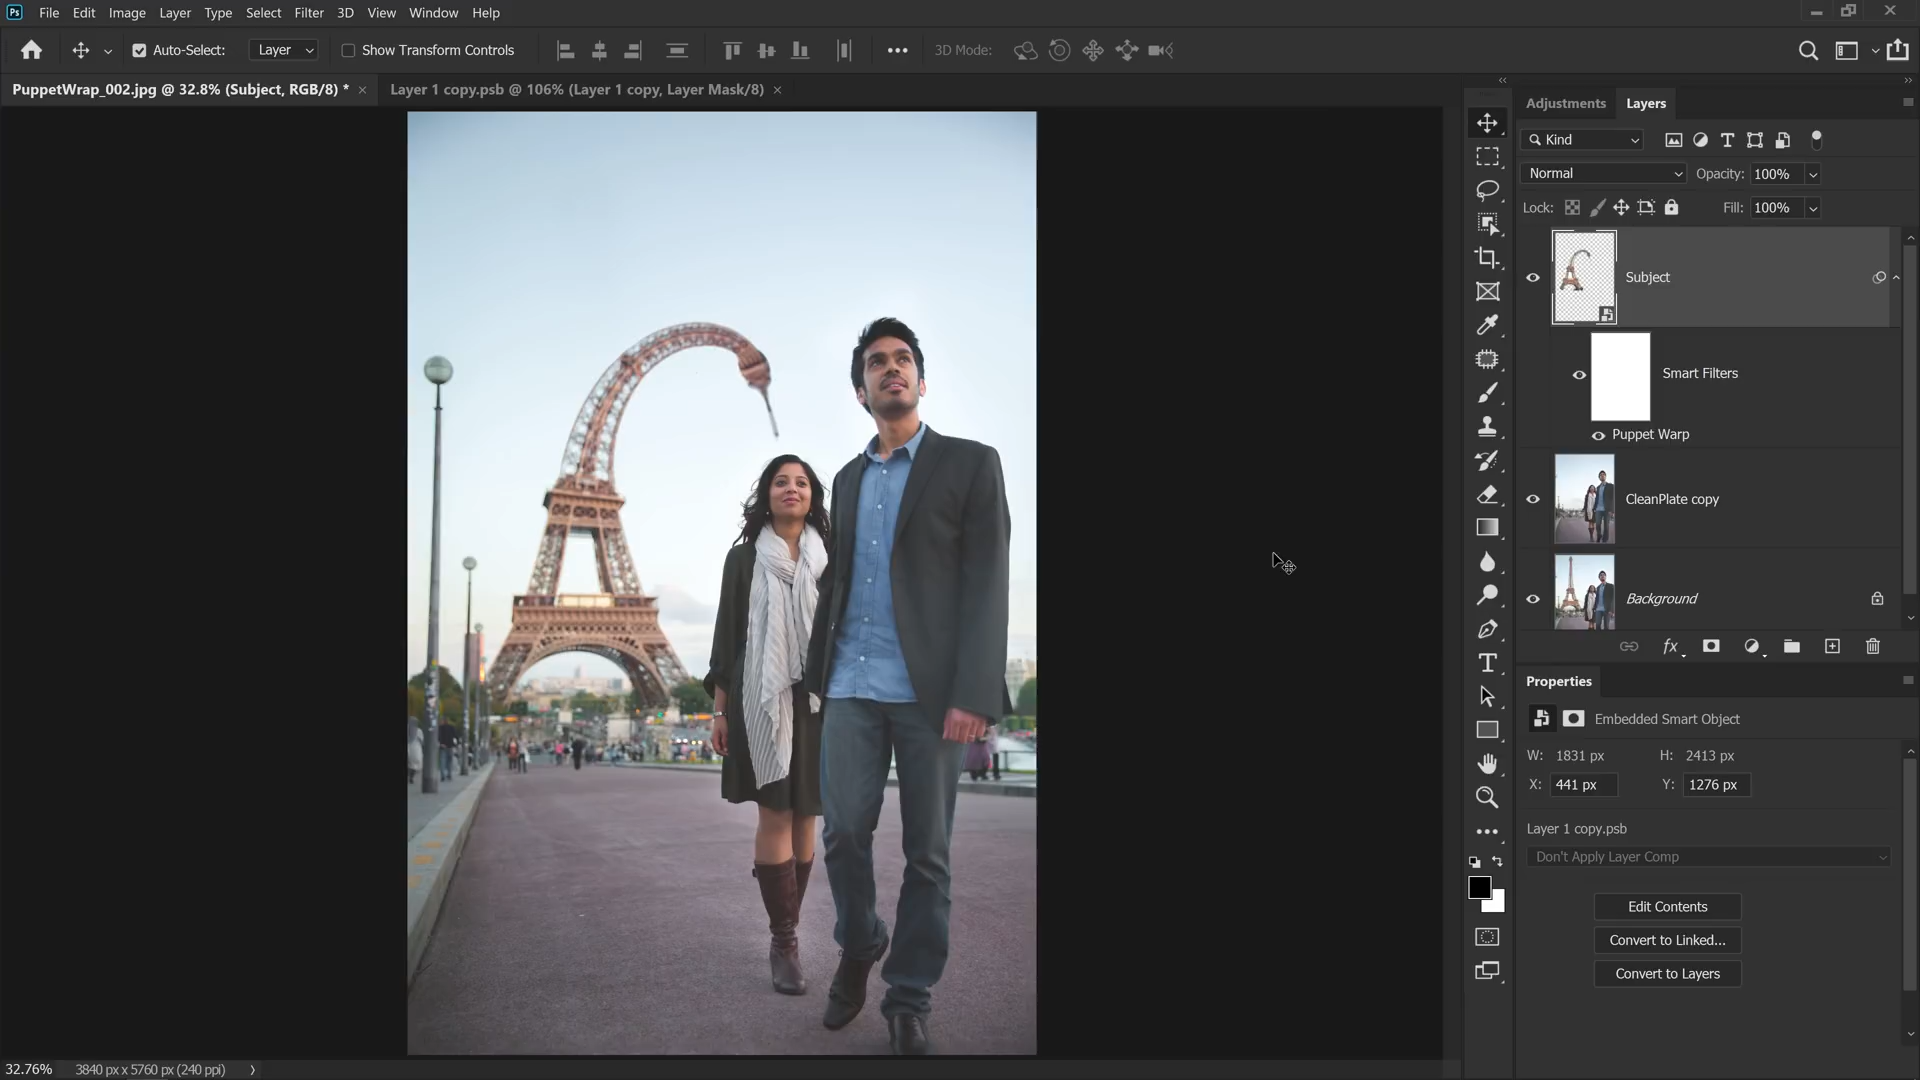 Ps File Edit Image Layer Type Select Filter 3D View Window Help
Auto-Select: Layer Show Transform Controls 3D Mode:
PuppetWrap_002.jpg @ 32.8% (Subject, RGB/8) * × Layer 1 copy.psb @ 106% (Layer 1 copy, Layer Mask/8) ×
Adjustments Layers
Kind
Normal Opacity: 100%
Lock: Fill: 100%
Subject
Smart Filters
Puppet Warp
CleanPlate copy
Background
fx
Properties
Embedded Smart Object
W: 1831 px H: 2413 px
X: 441 px Y: 1276 px
Layer 1 copy.psb
Don't Apply Layer Comp
Edit Contents
Convert to Linked...
Convert to Layers
32.76% 3840 px x 5760 px (240 ppi)